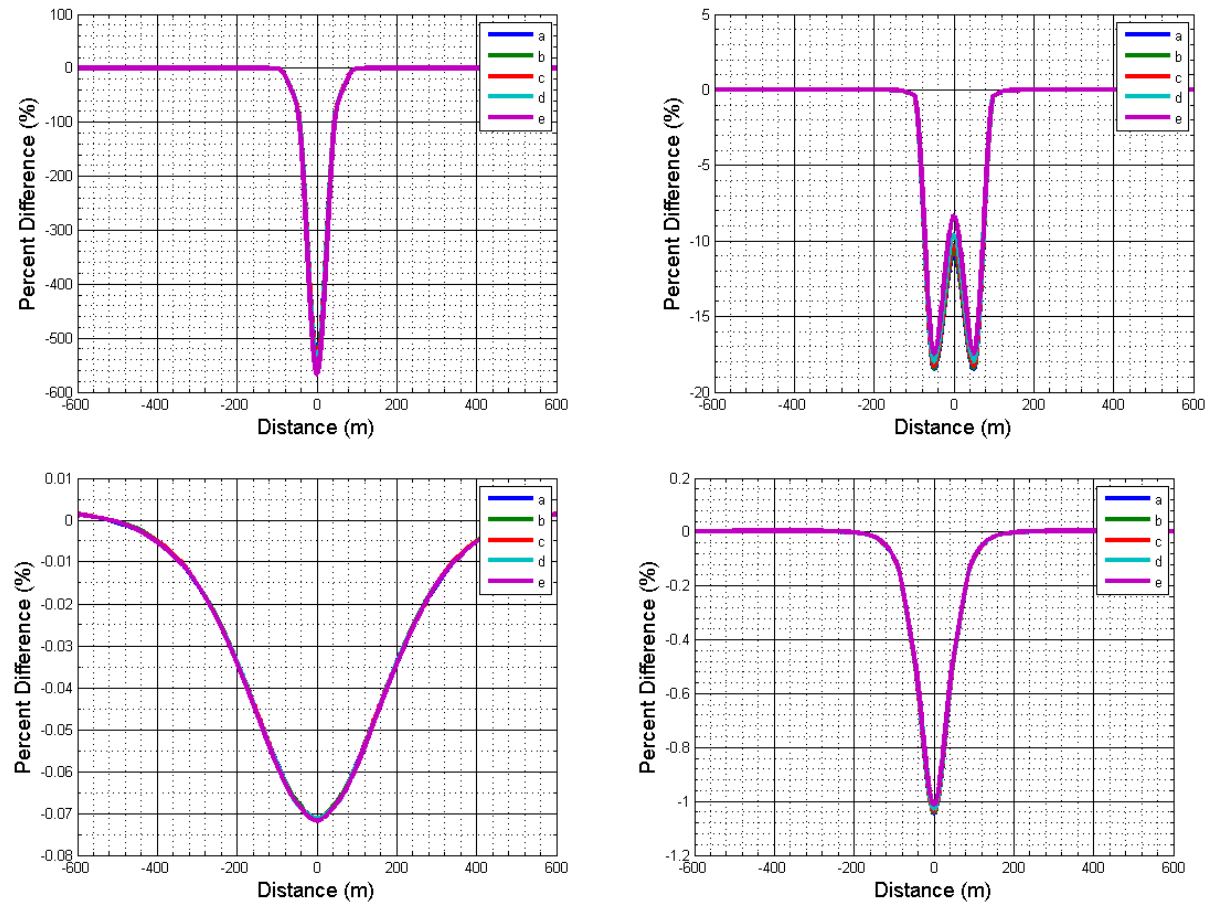 100
0
-100
-200
-300
-400
-500
-600
-600 -400 -200 0 200 400 600
Percent Difference (%)
Distance (m)
a
b
c
d
e
5
0
-5
-10
-15
-20
-600 -400 -200 0 200 400 600
Percent Difference (%)
Distance (m)
a
b
c
d
e
0.01
0
-0.01
-0.02
-0.03
-0.04
-0.05
-0.06
-0.07
-0.08
-600 -400 -200 0 200 400 600
Percent Difference (%)
Distance (m)
a
b
c
d
e
0.2
0
-0.2
-0.4
-0.6
-0.8
-1
-1.2
-600 -400 -200 0 200 400 600
Percent Difference (%)
Distance (m)
a
b
c
d
e